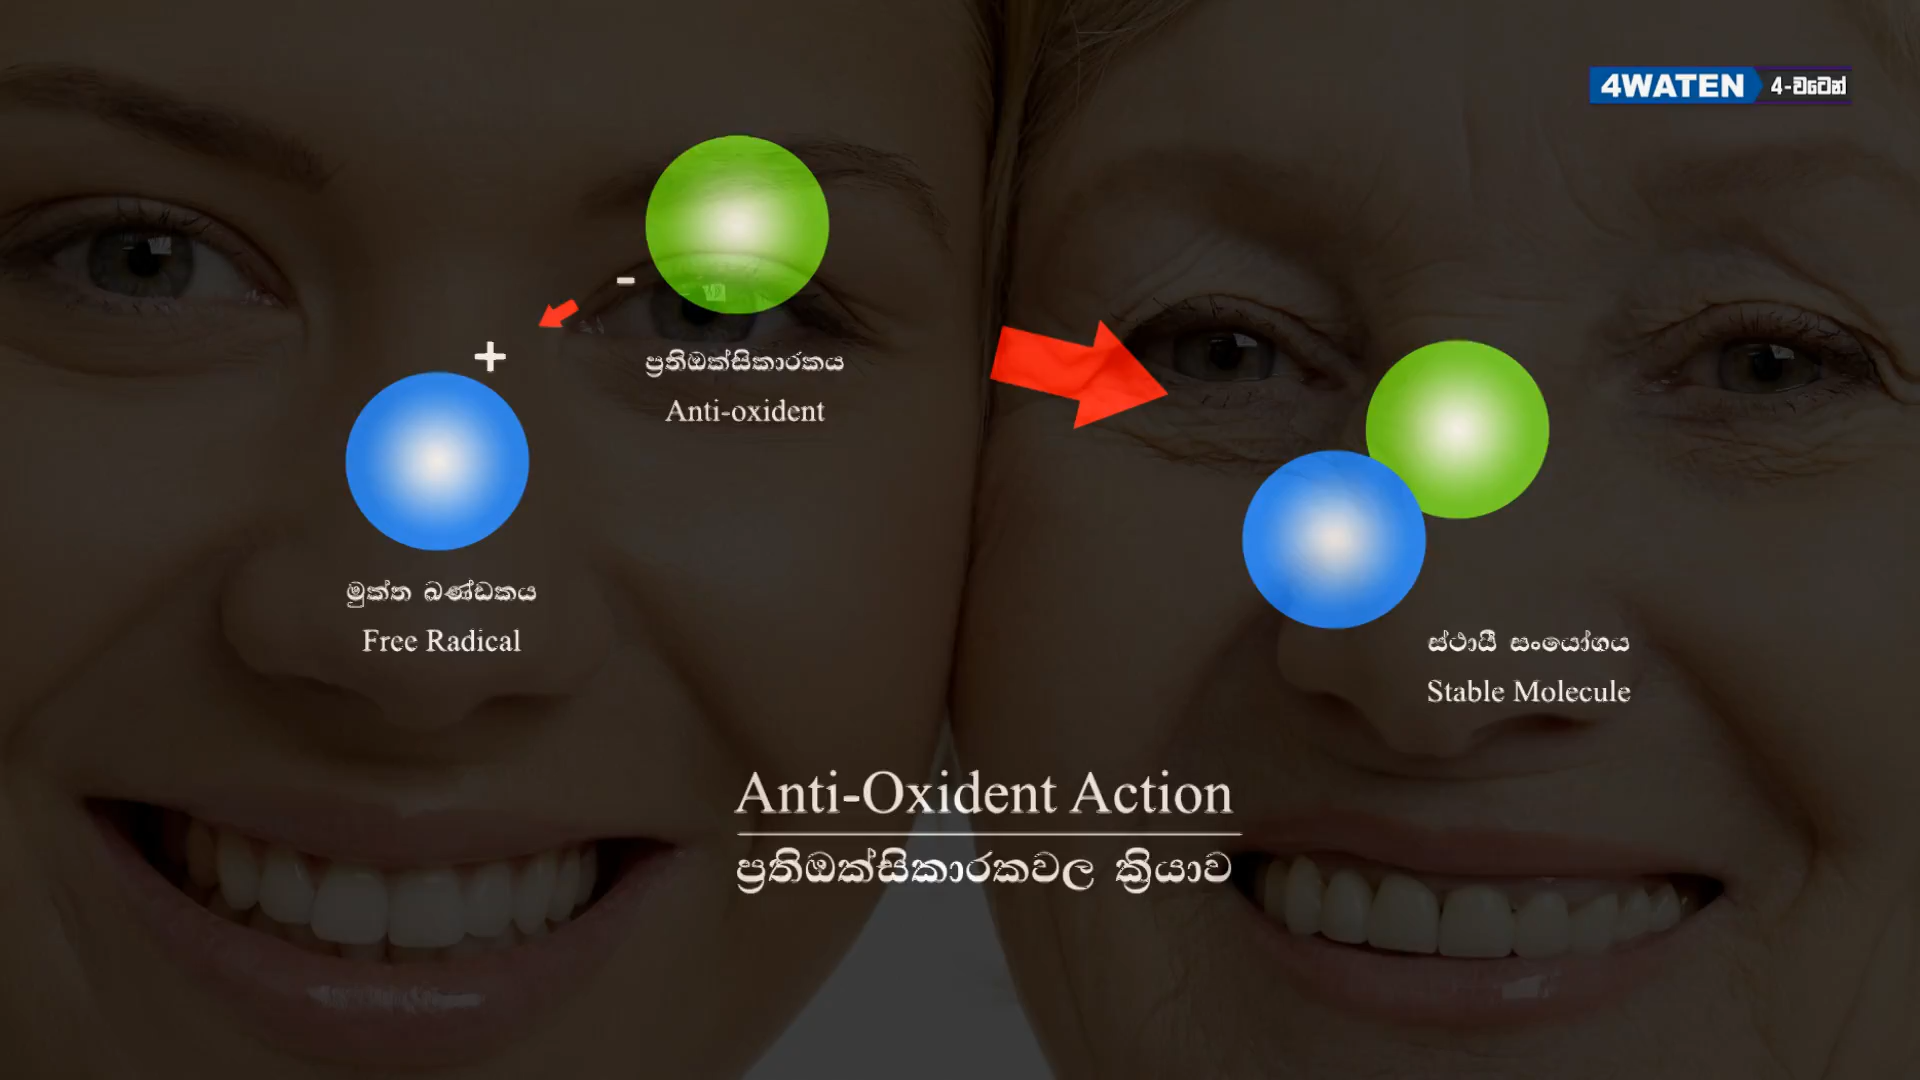 4WATEN 4-වටෙන්
-
ප්‍රතිඔක්සිකාරකය
Anti-oxident
+
මුක්ත ඛණ්ඩකය
Free Radical
ස්ථායී සංයෝගය
Stable Molecule
Anti-Oxident Action
ප්‍රතිඔක්සිකාරකවල ක්‍රියාව